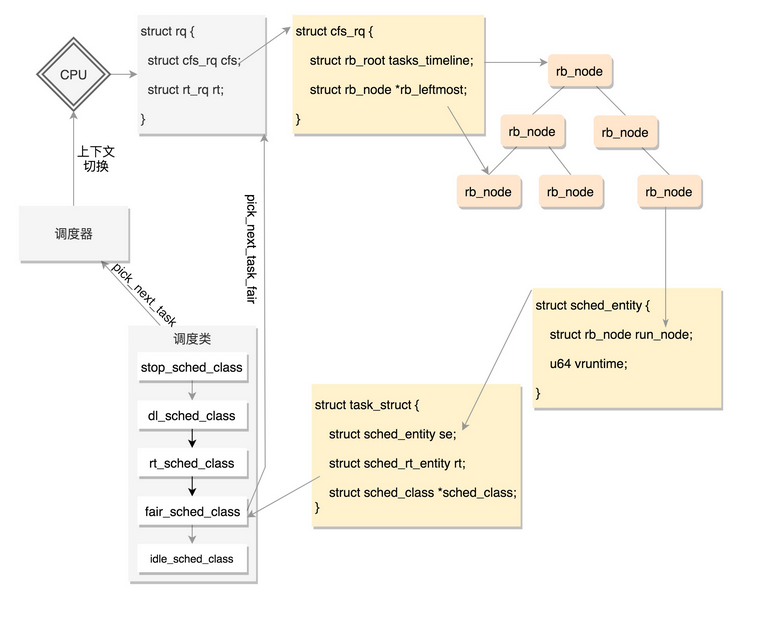 CPU
struct rq {
struct cfs_rq cfs;
struct rt_rq rt;
}
struct cfs_rq {
struct rb_root tasks_timeline;
struct rb_node *rb_leftmost;
}
rb_node
rb_node
rb_node
rb_node
rb_node
rb_node
上下文
切换
调度器
pick_next_task
pick_next_task_fair
调度类
stop_sched_class
dl_sched_class
rt_sched_class
fair_sched_class
idle_sched_class
struct task_struct {
struct sched_entity se;
struct sched_rt_entity rt;
struct sched_class *sched_class;
}
struct sched_entity {
struct rb_node run_node;
u64 vruntime;
}